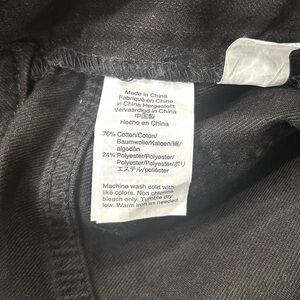 Made in China
Fabriqué en Chine
in China Hergestellt
Vervaardigd in China
中国製
Hecho en China
76% Cotton/Coton/
Baumwolle/Katoen/綿/
algodón
24% Polyester/Polyester/
Polyester/Polyester/ポリ
エステル/poliéster
Machine wash cold with
like colors. Non chlorine
bleach only. Tumble dry
low. Warm iron as needed.